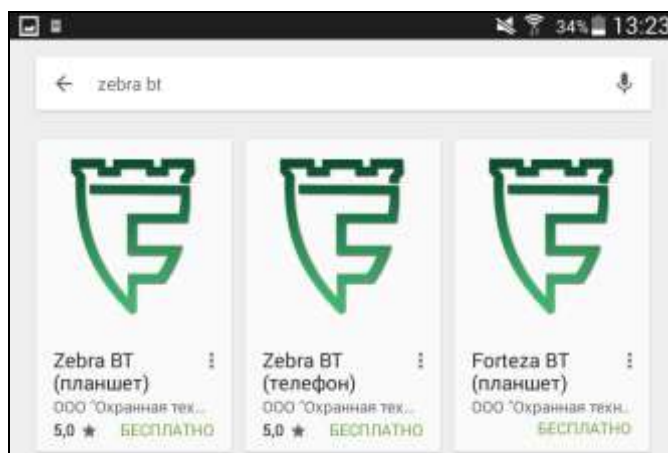 34% 13:23
zebra bt
Zebra BT
(планшет)
ООО "Охранная тех...
5,0 ★ БЕСПЛАТНО
Zebra BT
(телефон)
ООО "Охранная тех...
5,0 ★ БЕСПЛАТНО
Forteza BT
(планшет)
ООО "Охранная техн...
БЕСПЛАТНО